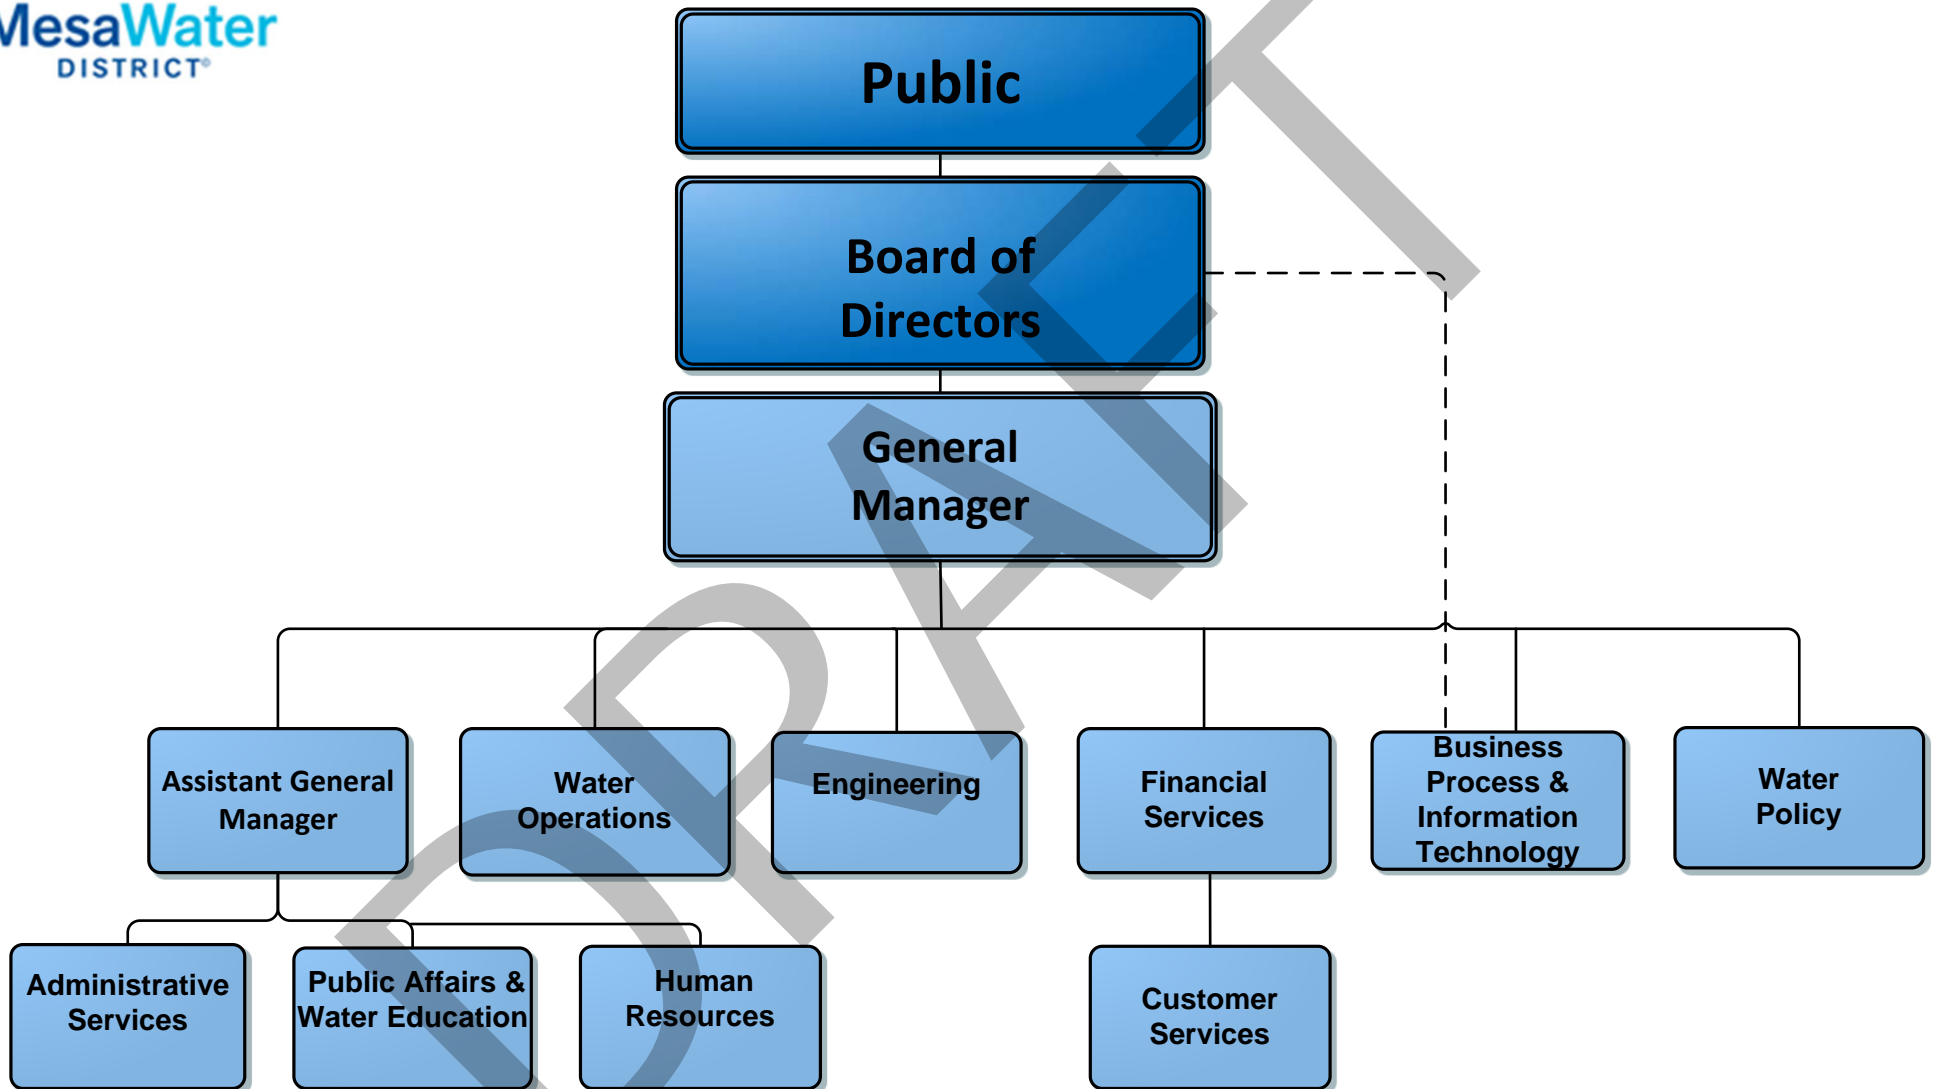 MesaWater
DISTRICT®
Public
Board of
Directors
General
Manager
Assistant General
Manager
Water
Operations
Engineering
Financial
Services
Business
Process &
Information
Technology
Water
Policy
Administrative
Services
Public Affairs &
Water Education
Human
Resources
Customer
Services
DRAFT